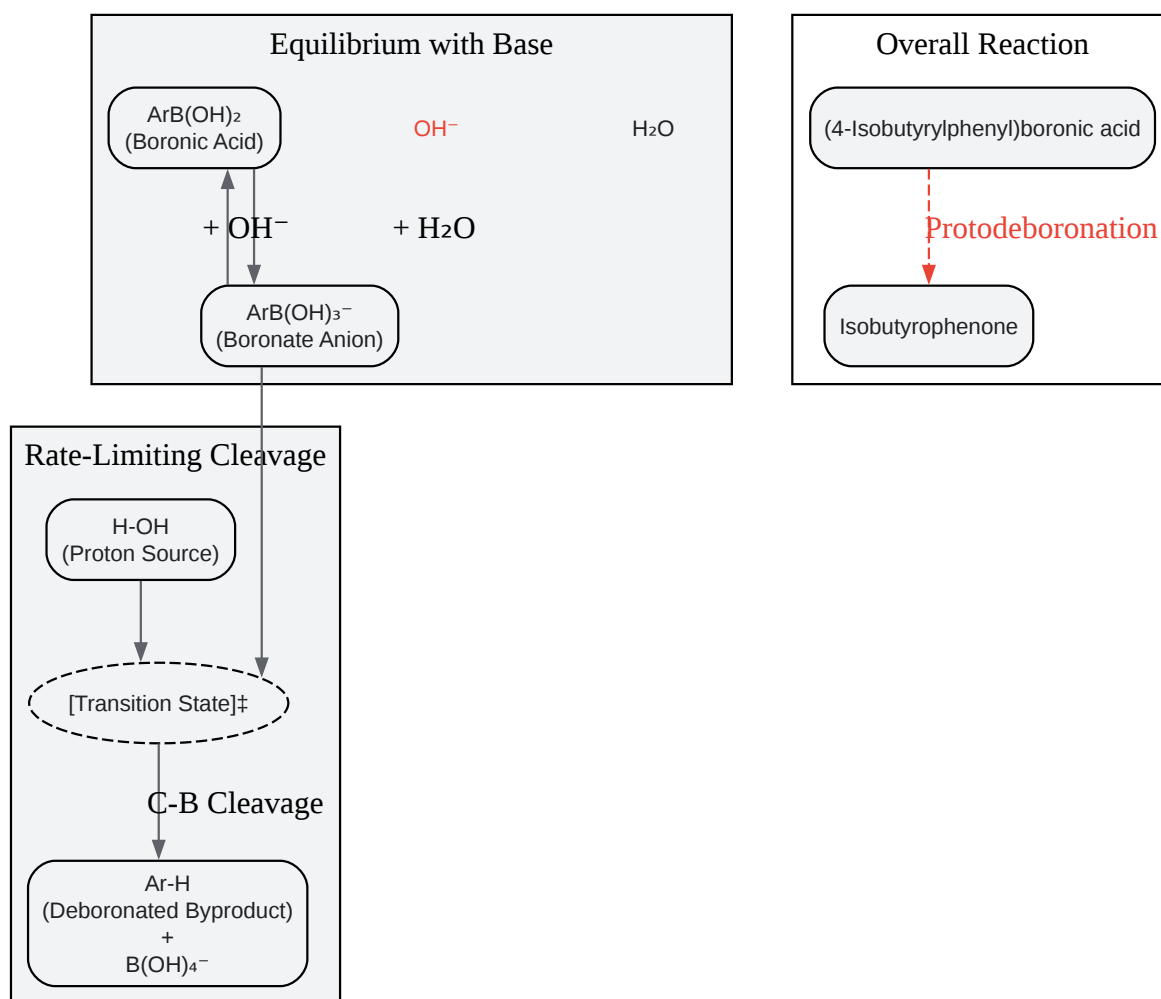 Equilibrium with Base
ArB(OH)₂
(Boronic Acid)
OH⁻
H₂O
+ OH⁻
+ H₂O
ArB(OH)₃⁻
(Boronate Anion)
Overall Reaction
(4-Isobutyrylphenyl)boronic acid
Protodeboronation
Isobutyrophenone
Rate-Limiting Cleavage
H-OH
(Proton Source)
[Transition State]‡
C-B Cleavage
Ar-H
(Deboronated Byproduct)
+
B(OH)₄⁻